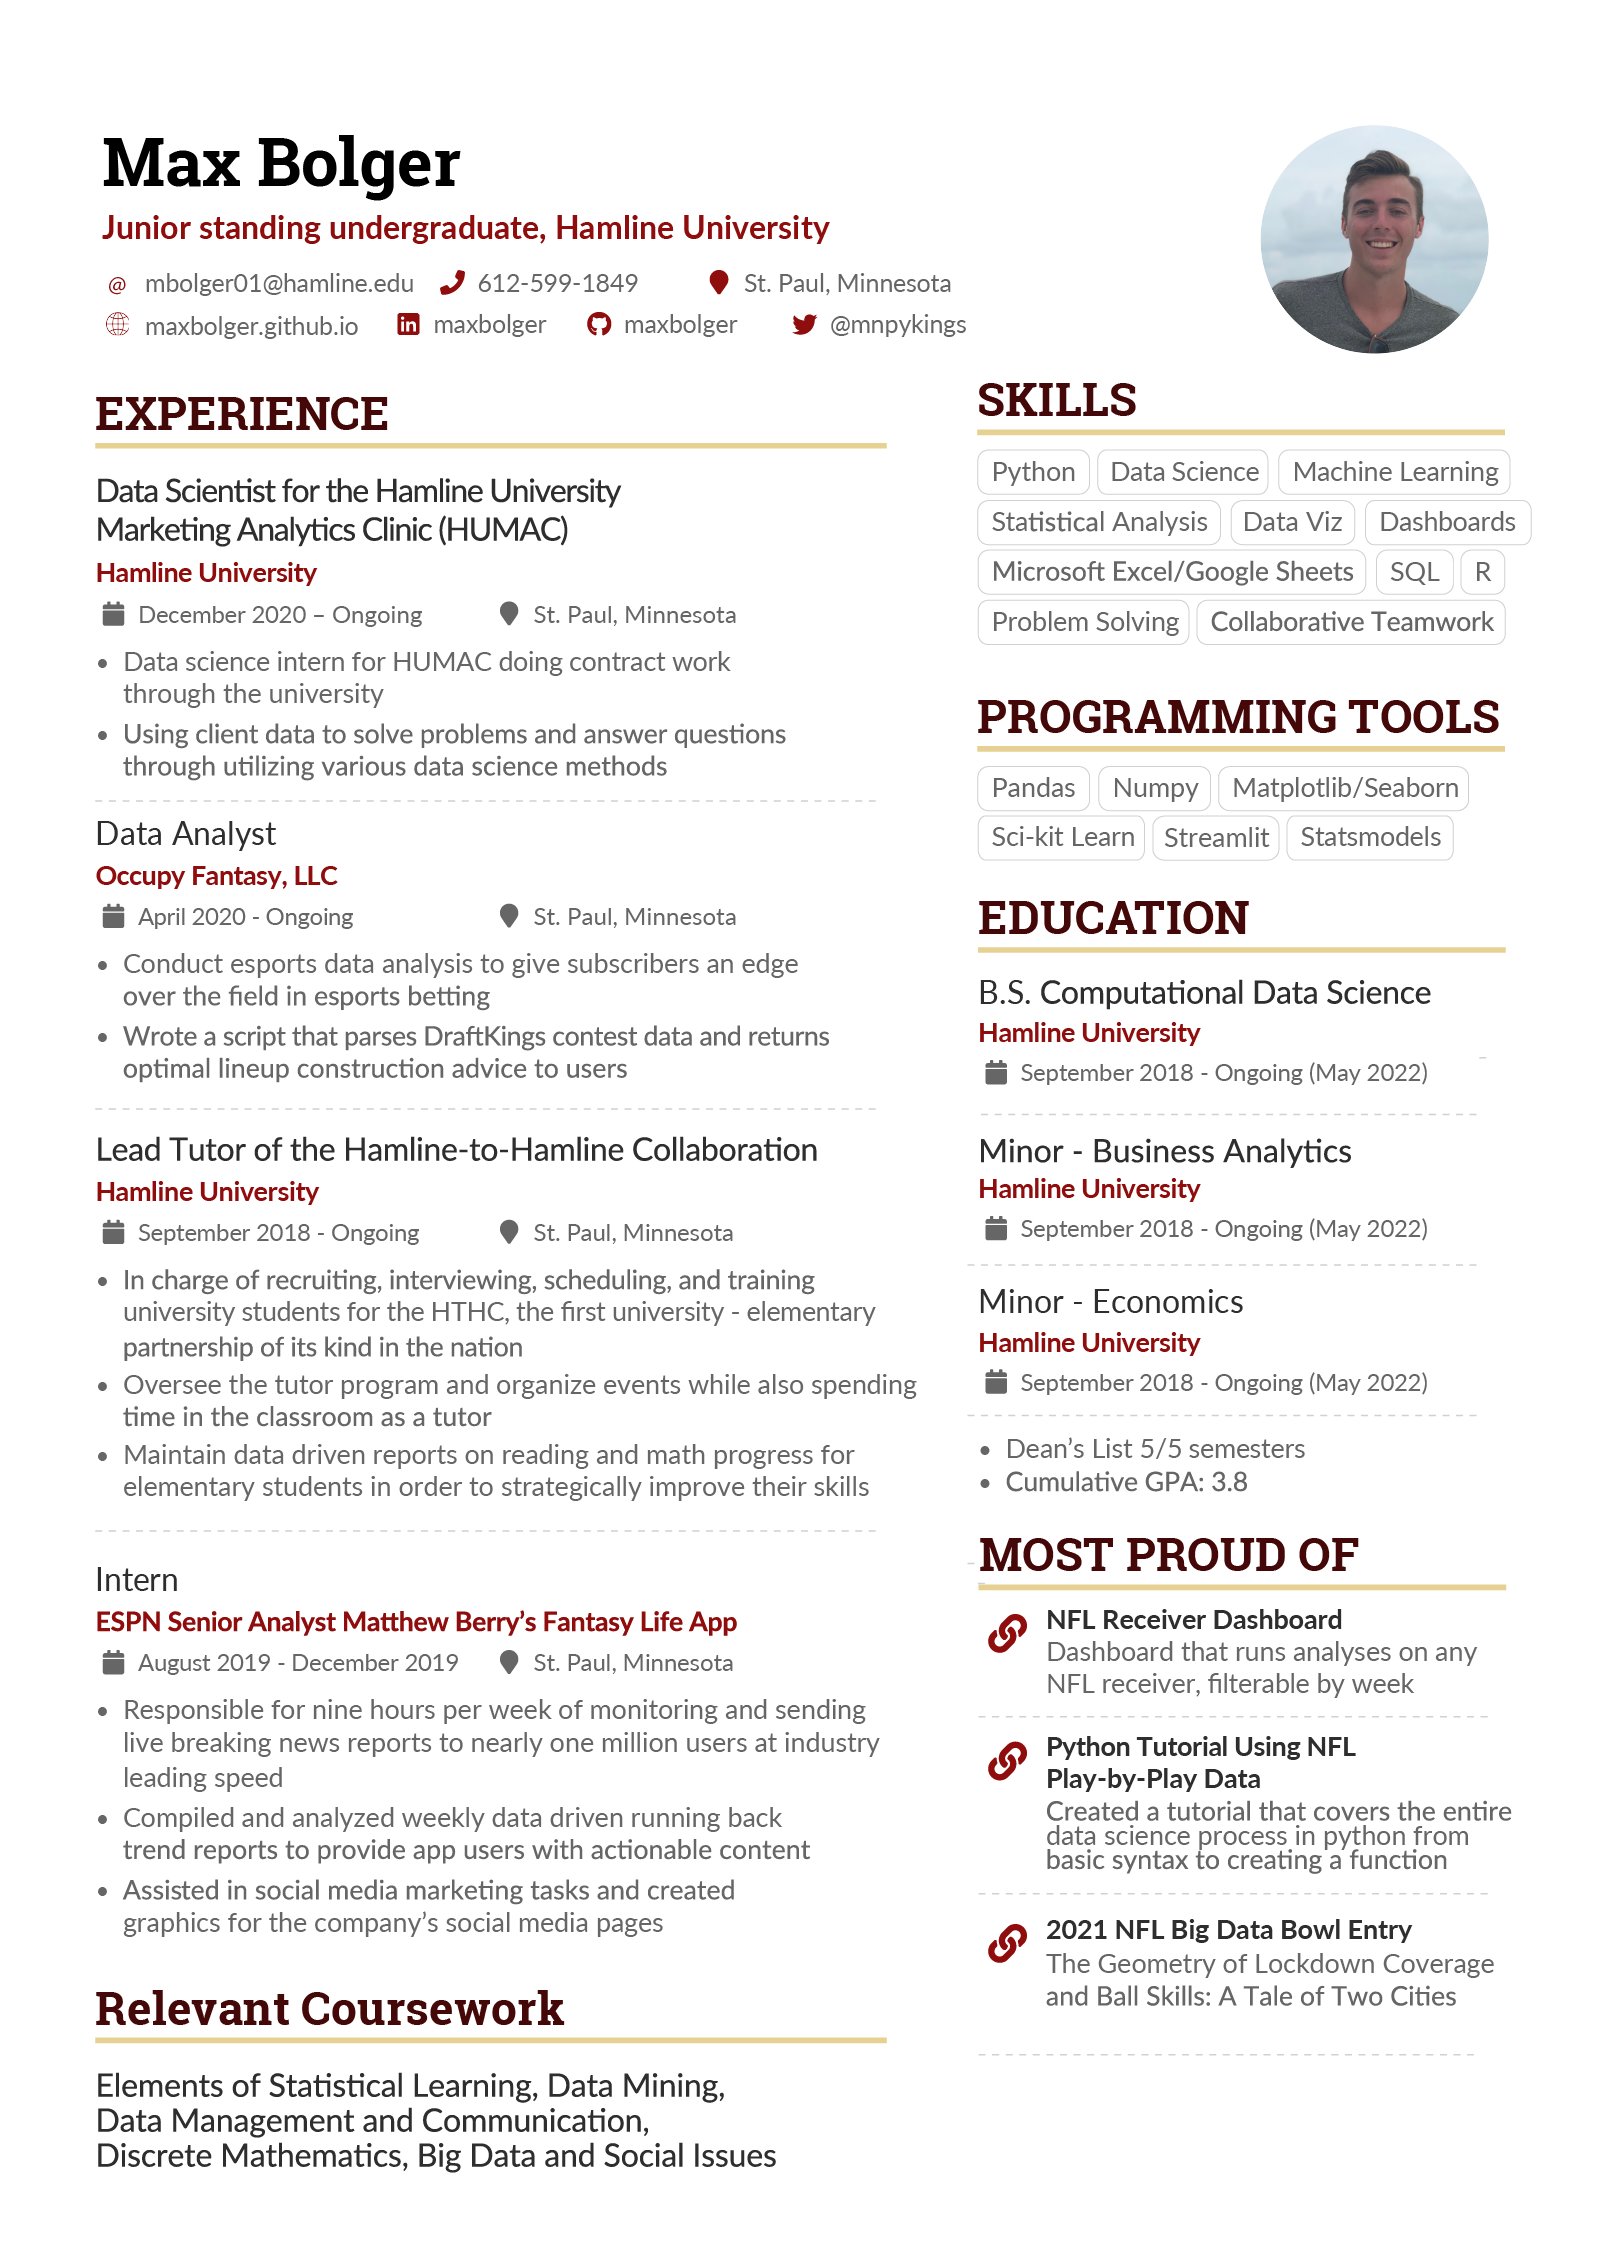 Max Bolger
Junior standing undergraduate, Hamline University
@ mbolger01@hamline.edu 612-599-1849 St. Paul, Minnesota
maxbolger.github.io in maxbolger maxbolger @mnpykings
EXPERIENCE
Data Scientist for the Hamline University
Marketing Analytics Clinic (HUMAC)
Hamline University
December 2020 – Ongoing St. Paul, Minnesota
• Data science intern for HUMAC doing contract work
through the university
• Using client data to solve problems and answer questions
through utilizing various data science methods
Data Analyst
Occupy Fantasy, LLC
April 2020 - Ongoing St. Paul, Minnesota
• Conduct esports data analysis to give subscribers an edge
over the field in esports betting
• Wrote a script that parses DraftKings contest data and returns
optimal lineup construction advice to users
Lead Tutor of the Hamline-to-Hamline Collaboration
Hamline University
September 2018 - Ongoing St. Paul, Minnesota
• In charge of recruiting, interviewing, scheduling, and training
university students for the HTHC, the first university - elementary
partnership of its kind in the nation
• Oversee the tutor program and organize events while also spending
time in the classroom as a tutor
• Maintain data driven reports on reading and math progress for
elementary students in order to strategically improve their skills
Intern
ESPN Senior Analyst Matthew Berry’s Fantasy Life App
August 2019 - December 2019 St. Paul, Minnesota
• Responsible for nine hours per week of monitoring and sending
live breaking news reports to nearly one million users at industry
leading speed
• Compiled and analyzed weekly data driven running back
trend reports to provide app users with actionable content
• Assisted in social media marketing tasks and created
graphics for the company’s social media pages
Relevant Coursework
Elements of Statistical Learning, Data Mining,
Data Management and Communication,
Discrete Mathematics, Big Data and Social Issues
SKILLS
Python Data Science Machine Learning
Statistical Analysis Data Viz Dashboards
Microsoft Excel/Google Sheets SQL R
Problem Solving Collaborative Teamwork
PROGRAMMING TOOLS
Pandas Numpy Matplotlib/Seaborn
Sci-kit Learn Streamlit Statsmodels
EDUCATION
B.S. Computational Data Science
Hamline University
September 2018 - Ongoing (May 2022)
Minor - Business Analytics
Hamline University
September 2018 - Ongoing (May 2022)
Minor - Economics
Hamline University
September 2018 - Ongoing (May 2022)
• Dean’s List 5/5 semesters
• Cumulative GPA: 3.8
MOST PROUD OF
NFL Receiver Dashboard
Dashboard that runs analyses on any
NFL receiver, filterable by week
Python Tutorial Using NFL
Play-by-Play Data
Created a tutorial that covers the entire
data science process in python from
basic syntax to creating a function
2021 NFL Big Data Bowl Entry
The Geometry of Lockdown Coverage
and Ball Skills: A Tale of Two Cities